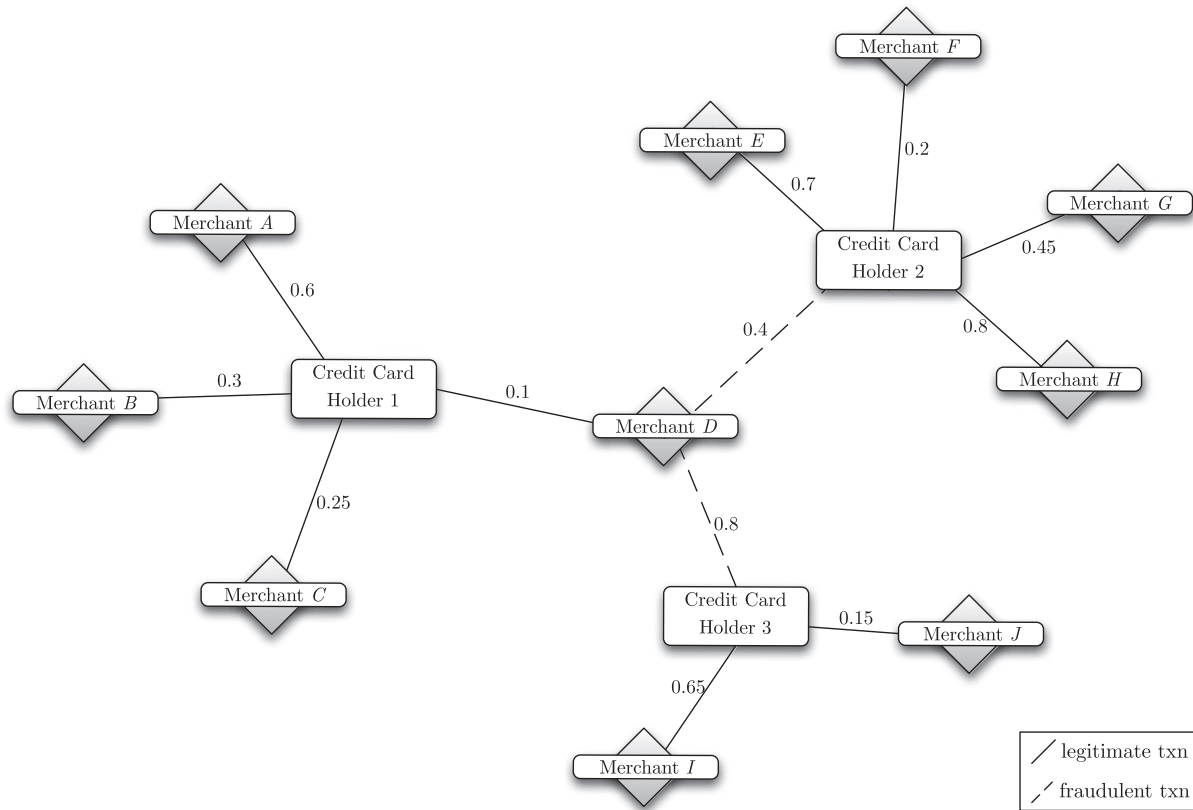 Merchant F
Merchant E
0.2
0.7
Merchant G
Merchant A
0.45
Credit Card
Holder 2
0.6
0.8
0.4
Credit Card
Holder 1
0.3
Merchant B
0.1
Merchant H
Merchant D
0.25
0.8
Merchant C
Credit Card
Holder 3
0.15
Merchant J
0.65
Merchant I
legitimate txn
fraudulent txn